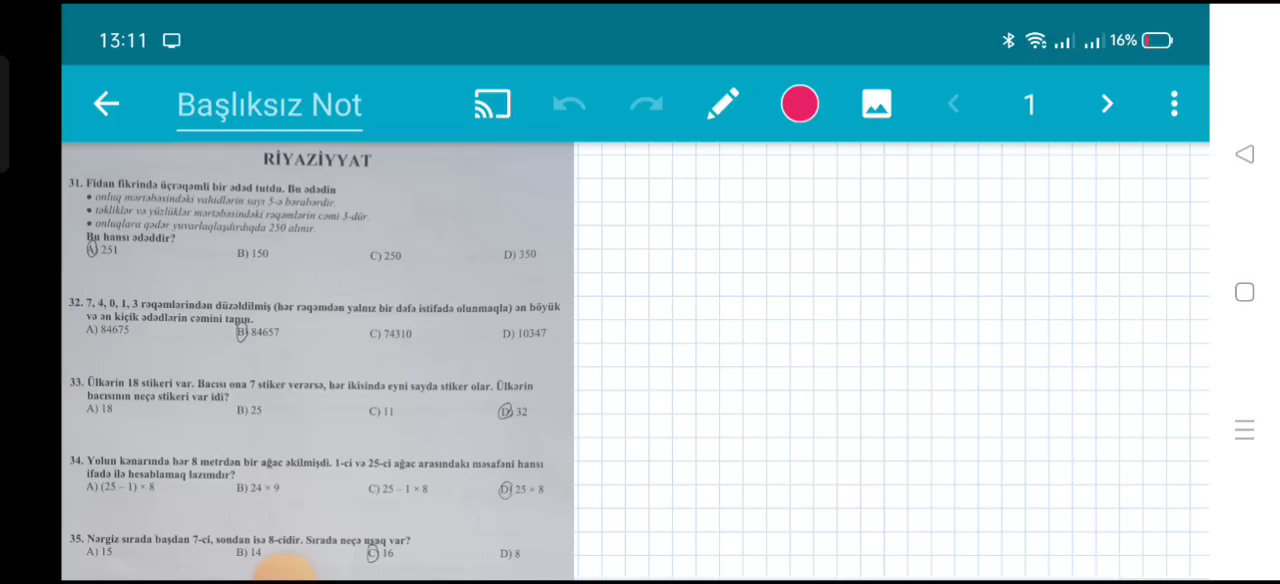 13:11
16%
Başlıksız Not
1
RİYAZİYYAT
31. Fidan fikrində üçrəqəmli bir ədəd tutdu. Bu ədədin
• onluq mərtəbəsindəki vahidlərin sayı 5-ə bərabərdir.
• təkliklər və yüzlüklər mərtəbəsindəki rəqəmlərin cəmi 3-dür.
• onluqlara qədər yuvarlaqlaşdırdıqda 250 alınır.
Bu hansı ədəddir?
A) 251 B) 150 C) 250 D) 350
32. 7, 4, 0, 1, 3 rəqəmlərindən düzəldilmiş (hər rəqəmdən yalnız bir dəfə istifadə olunmaqla) ən böyük
və ən kiçik ədədlərin cəmini tapın.
A) 84675 B) 84657 C) 74310 D) 10347
33. Ülkərin 18 stikeri var. Bacısı ona 7 stiker verərsə, hər ikisində eyni sayda stiker olar. Ülkərin
bacısının neçə stikeri var idi?
A) 18 B) 25 C) 11 D) 32
34. Yolun kənarında hər 8 metrdən bir ağac əkilmişdi. 1-ci və 25-ci ağac arasındakı məsafəni hansı
ifadə ilə hesablamaq lazımdır?
A) (25 – 1) × 8 B) 24 × 9 C) 25 – 1 × 8 D) 25 × 8
35. Nərgiz sırada başdan 7-ci, sondan isə 8-cidir. Sırada neçə uşaq var?
A) 15 B) 14 C) 16 D) 8